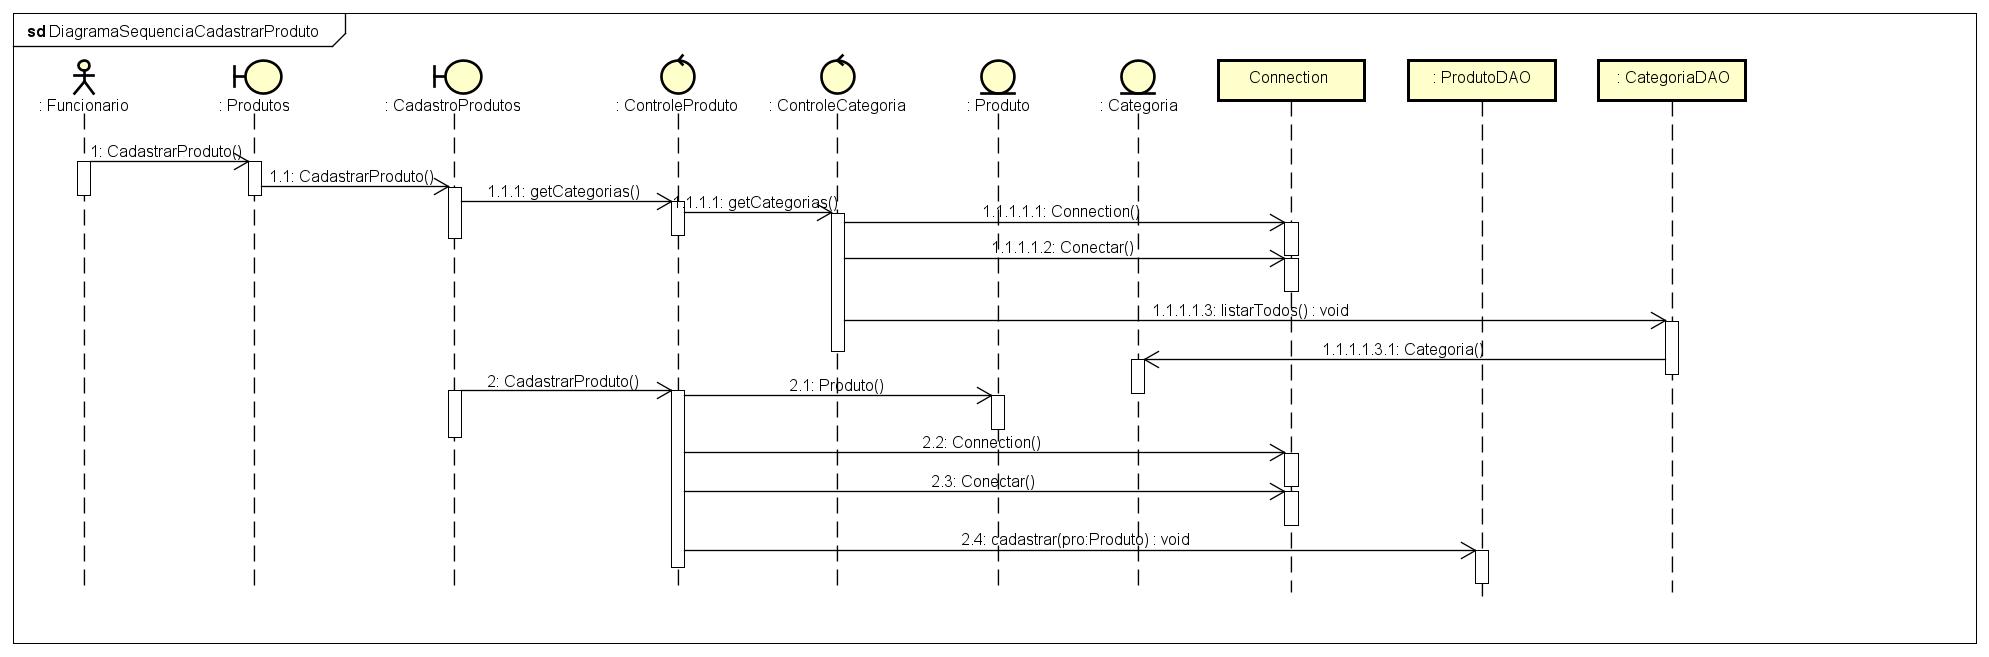 sd DiagramaSequenciaCadastrarProduto
: Funcionario
: Produtos
: CadastroProdutos
: ControleProduto
: ControleCategoria
: Produto
: Categoria
Connection
: ProdutoDAO
: CategoriaDAO
1: CadastrarProduto()
1.1: CadastrarProduto()
1.1.1: getCategorias()
1.1.1.1: getCategorias()
1.1.1.1.1: Connection()
1.1.1.1.2: Conectar()
1.1.1.1.3: listarTodos() : void
1.1.1.1.3.1: Categoria()
2: CadastrarProduto()
2.1: Produto()
2.2: Connection()
2.3: Conectar()
2.4: cadastrar(pro:Produto) : void